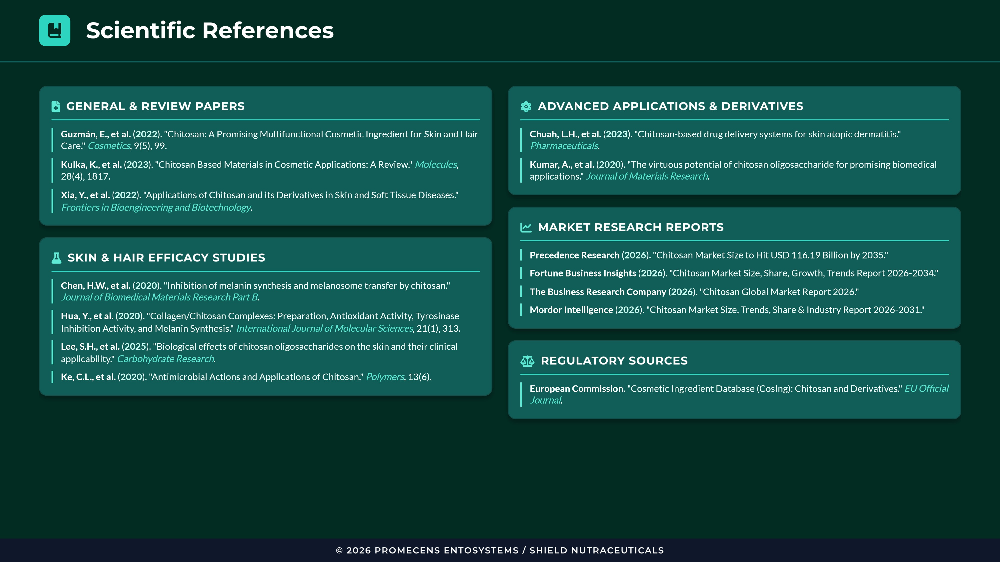 Scientific References
GENERAL & REVIEW PAPERS
Guzmán, E., et al. (2022). "Chitosan: A Promising Multifunctional Cosmetic Ingredient for Skin and Hair
Care." Cosmetics, 9(5), 99.
Kulka, K., et al. (2023). "Chitosan Based Materials in Cosmetic Applications: A Review." Molecules,
28(4), 1817.
Xia, Y., et al. (2022). "Applications of Chitosan and its Derivatives in Skin and Soft Tissue Diseases."
Frontiers in Bioengineering and Biotechnology.
SKIN & HAIR EFFICACY STUDIES
Chen, H.W., et al. (2020). "Inhibition of melanin synthesis and melanosome transfer by chitosan."
Journal of Biomedical Materials Research Part B.
Hua, Y., et al. (2020). "Collagen/Chitosan Complexes: Preparation, Antioxidant Activity, Tyrosinase
Inhibition Activity, and Melanin Synthesis." International Journal of Molecular Sciences, 21(1), 313.
Lee, S.H., et al. (2025). "Biological effects of chitosan oligosaccharides on the skin and their clinical
applicability." Carbohydrate Research.
Ke, C.L., et al. (2020). "Antimicrobial Actions and Applications of Chitosan." Polymers, 13(6).
ADVANCED APPLICATIONS & DERIVATIVES
Chuah, L.H., et al. (2023). "Chitosan-based drug delivery systems for skin atopic dermatitis."
Pharmaceuticals.
Kumar, A., et al. (2020). "The virtuous potential of chitosan oligosaccharide for promising biomedical
applications." Journal of Materials Research.
MARKET RESEARCH REPORTS
Precedence Research (2026). "Chitosan Market Size to Hit USD 116.19 Billion by 2035."
Fortune Business Insights (2026). "Chitosan Market Size, Share, Growth, Trends Report 2026-2034."
The Business Research Company (2026). "Chitosan Global Market Report 2026."
Mordor Intelligence (2026). "Chitosan Market Size, Trends, Share & Industry Report 2026-2031."
REGULATORY SOURCES
European Commission. "Cosmetic Ingredient Database (CosIng): Chitosan and Derivatives." EU Official
Journal.
© 2026 PROMECENS ENTOSYSTEMS / SHIELD NUTRACEUTICALS